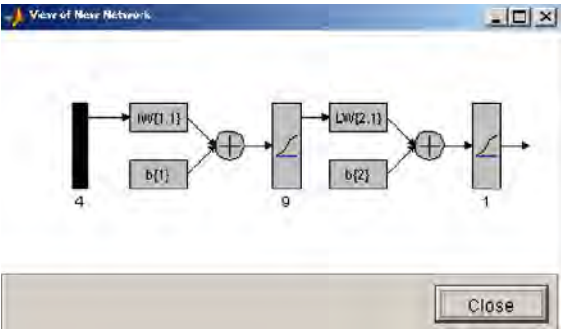 View of New Network
IW{1,1}
LW{2,1}
b{1}
b{2}
4
9
1
Close